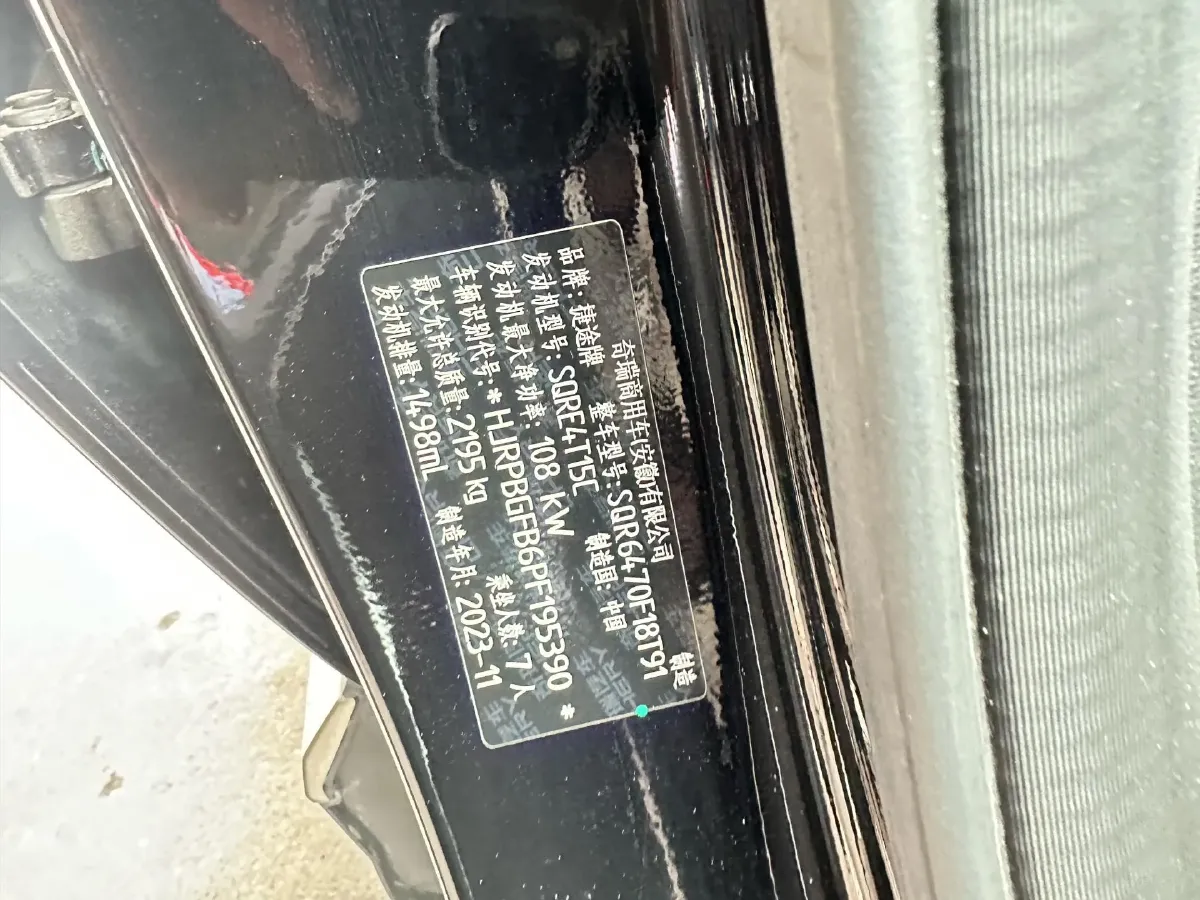 奇瑞商用车(安徽)有限公司 制造
品牌:捷途牌 整车型号:SQR6470F18T91
发动机型号:SQRE4T15C 制造国:中国
发动机最大净功率:108 kW
车辆识别代号:*HJRPBGFB6PF195390*
最大允许总质量:2195 kg 乘坐人数:7人
发动机排量:1498mL 制造年月:2023-11